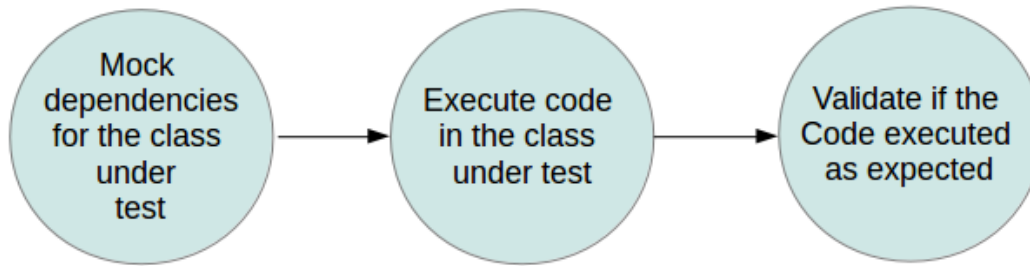 Mock
dependencies
for the class
under
test
Execute code
in the class
under test
Validate if the
Code executed
as expected